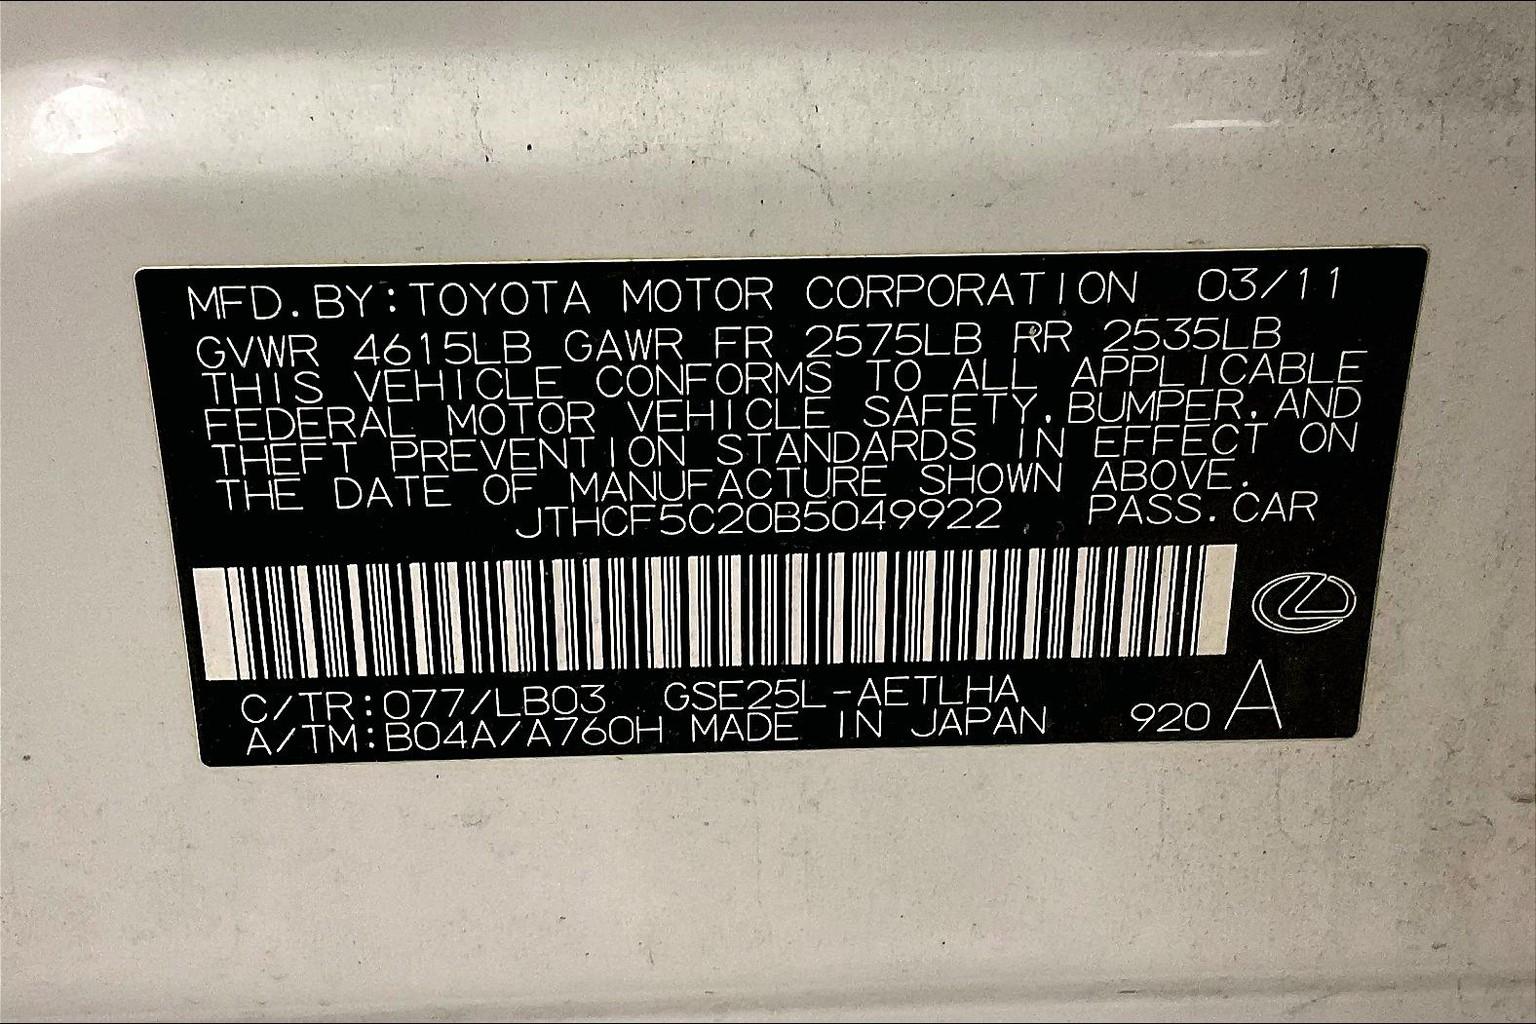 MFD. BY: TOYOTA MOTOR CORPORATION 03/11
GVWR 4615LB GAWR FR 2575LB RR 2535LB
THIS VEHICLE CONFORMS TO ALL APPLICABLE
FEDERAL MOTOR VEHICLE SAFETY, BUMPER, AND
THEFT PREVENTION STANDARDS IN EFFECT ON
THE DATE OF MANUFACTURE SHOWN ABOVE.
JTHCF5C20B5049922 PASS. CAR
C/TR: 077/LB03 GSE25L-AETLHA
A/TM: B04A/A760H MADE IN JAPAN 920 A